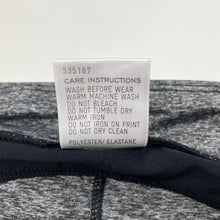 535167
CARE INSTRUCTIONS
WASH BEFORE WEAR
WARM MACHINE WASH
DO NOT BLEACH
DO NOT TUMBLE DRY
WARM IRON
DO NOT IRON ON PRINT
DO NOT DRY CLEAN
POLYESTER/ ELASTANE